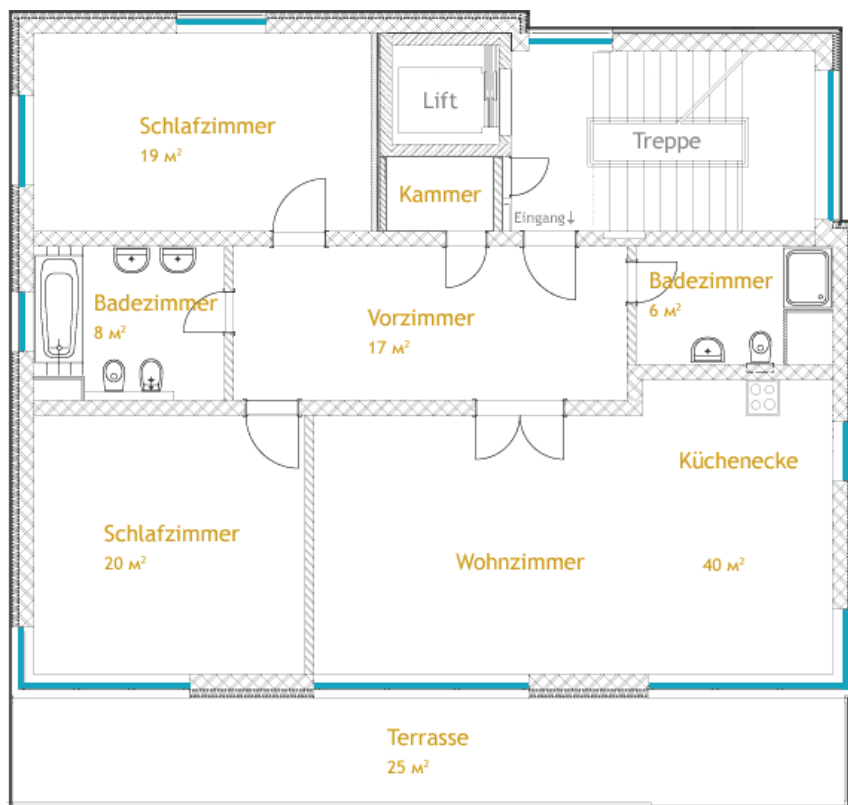 Schlafzimmer
19 м²
Lift
Treppe
Kammer
Eingang↓
Badezimmer
8 м²
Vorzimmer
17 м²
Badezimmer
6 м²
Küchenecke
Schlafzimmer
20 м²
Wohnzimmer
40 м²
Terrasse
25 м²